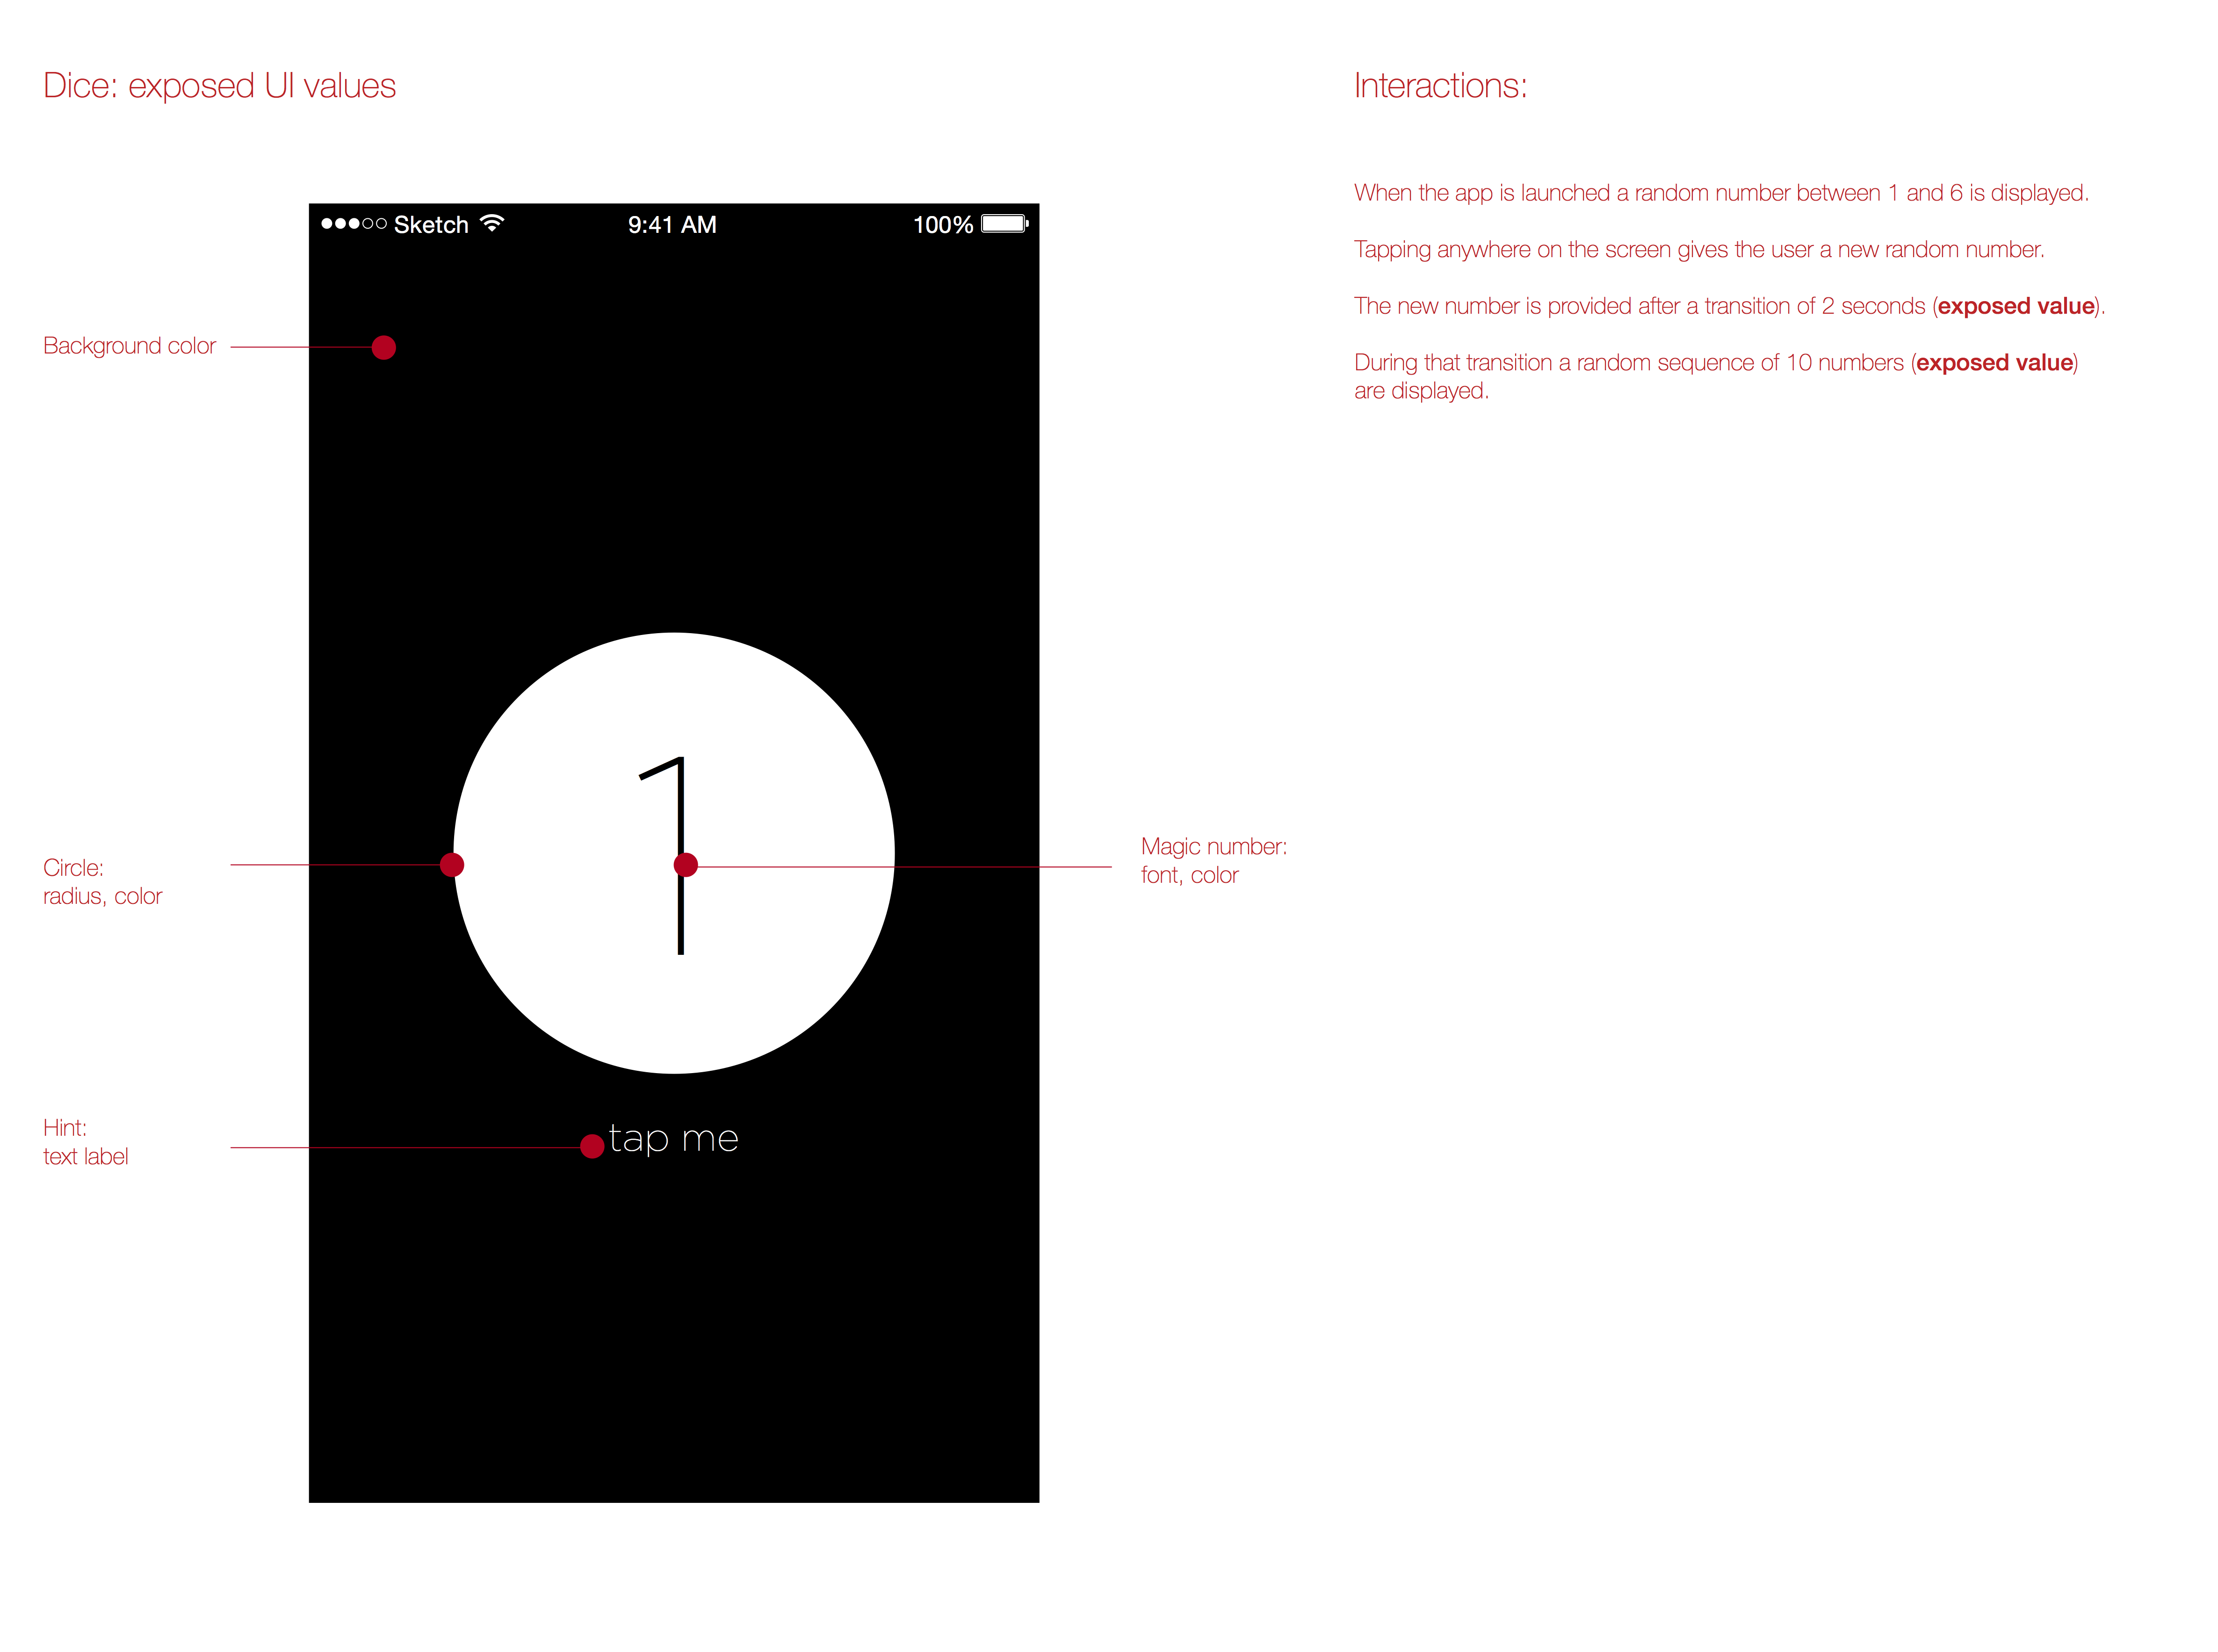 Dice: exposed UI values
Interactions:
When the app is launched a random number between 1 and 6 is displayed.
Tapping anywhere on the screen gives the user a new random number.
The new number is provided after a transition of 2 seconds (exposed value).
During that transition a random sequence of 10 numbers (exposed value)
are displayed.
Sketch 9:41 AM 100%
Background color
1
Circle:
radius, color
Magic number:
font, color
Hint:
text label
tap me